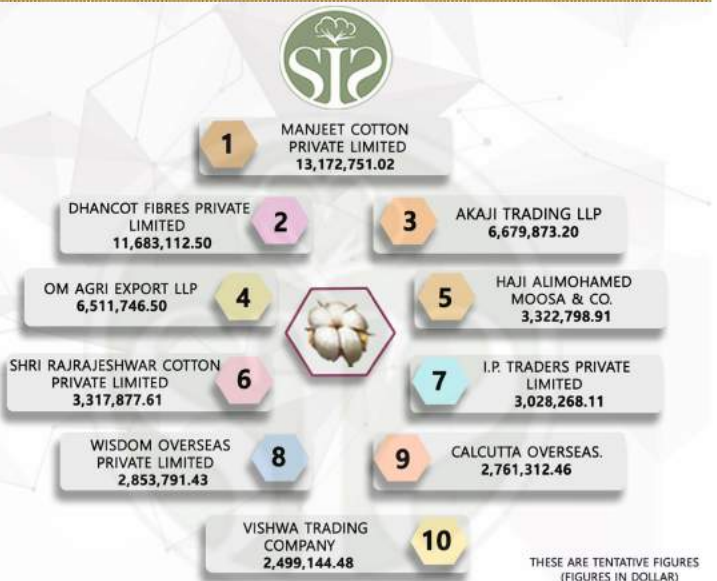 SIS
1
MANJEET COTTON
PRIVATE LIMITED
13,172,751.02
DHANCOT FIBRES PRIVATE
LIMITED
11,683,112.50
2
3
AKAJI TRADING LLP
6,679,873.20
OM AGRI EXPORT LLP
6,511,746.50
4
5
HAJI ALIMOHAMED
MOOSA & CO.
3,322,798.91
SHRI RAJRAJESHWAR COTTON
PRIVATE LIMITED
3,317,877.61
6
7
I.P. TRADERS PRIVATE
LIMITED
3,028,268.11
WISDOM OVERSEAS
PRIVATE LIMITED
2,853,791.43
8
9
CALCUTTA OVERSEAS.
2,761,312.46
VISHWA TRADING
COMPANY
2,499,144.48
10
THESE ARE TENTATIVE FIGURES
(FIGURES IN DOLLAR)